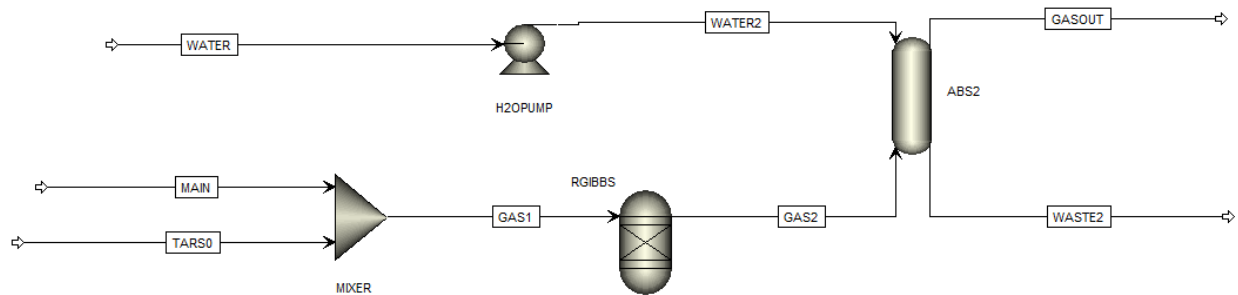 WATER
WATER2
GASOUT
ABS2
H2OPUMP
MAIN
RGIBBS
GAS1
GAS2
WASTE2
TARS0
MIXER